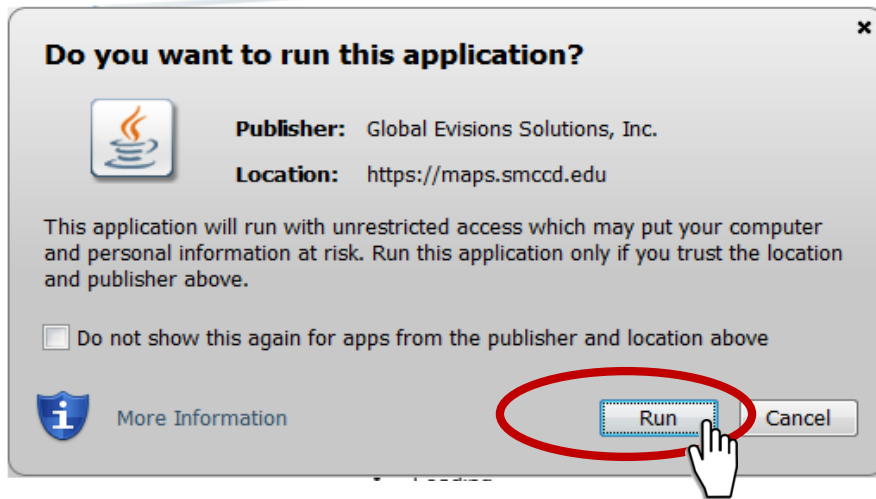 Do you want to run this application?
Publisher: Global Evisions Solutions, Inc.
Location: https://maps.smccd.edu
This application will run with unrestricted access which may put your computer
and personal information at risk. Run this application only if you trust the location
and publisher above.
Do not show this again for apps from the publisher and location above
More Information
Run
Cancel